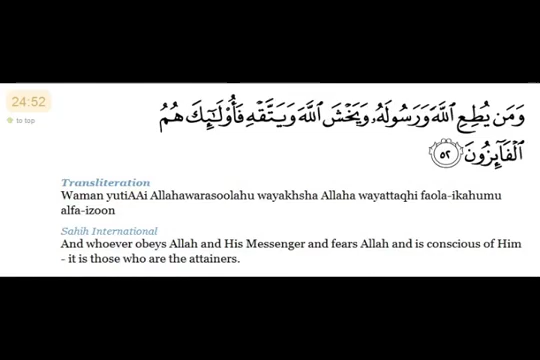 24:52
to top
وَمَن يُطِعِ ٱللَّهَ وَرَسُولَهُۥ وَيَخْشَ ٱللَّهَ وَيَتَّقْهِ فَأُو۟لَـٰٓئِكَ هُمُ
ٱلْفَآئِزُونَ ٥٢
Transliteration
Waman yutiAAi Allahawarasoolahu wayakhsha Allaha wayattaqhi faola-ikahumu
alfa-izoon
Sahih International
And whoever obeys Allah and His Messenger and fears Allah and is conscious of Him
- it is those who are the attainers.